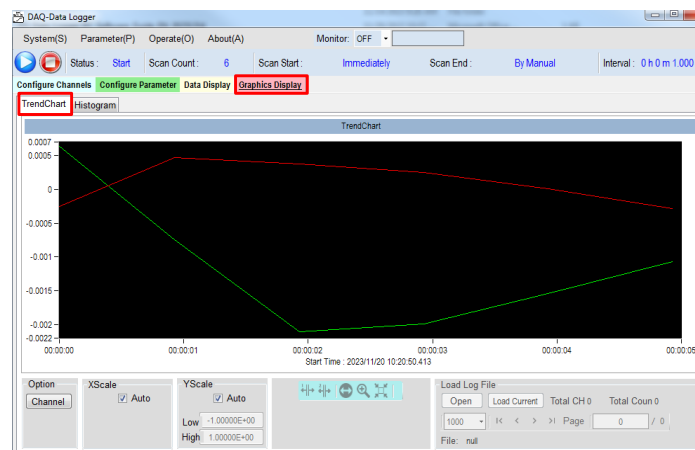 DAQ-Data Logger
System(S) Parameter(P) Operate(O) About(A) Monitor: OFF
Status : Start Scan Count : 6 Scan Start : Immediately Scan End : By Manual Interval : 0 h 0 m 1.000
Configure Channels Configure Parameter Data Display Graphics Display
TrendChart Histogram
TrendChart
0.0007
0.0005
0
-0.0005
-0.001
-0.0015
-0.002
-0.0022
00:00:00 00:00:01 00:00:02 00:00:03 00:00:04 00:00:05
Start Time : 2023/11/20 10:20:50.413
Option XScale YScale Load Log File
Channel Auto Auto Open Load Current Total CH 0 Total Coun 0
Low -1.00000E+00 1000 Page 0 / 0
High 1.00000E+00 File: null